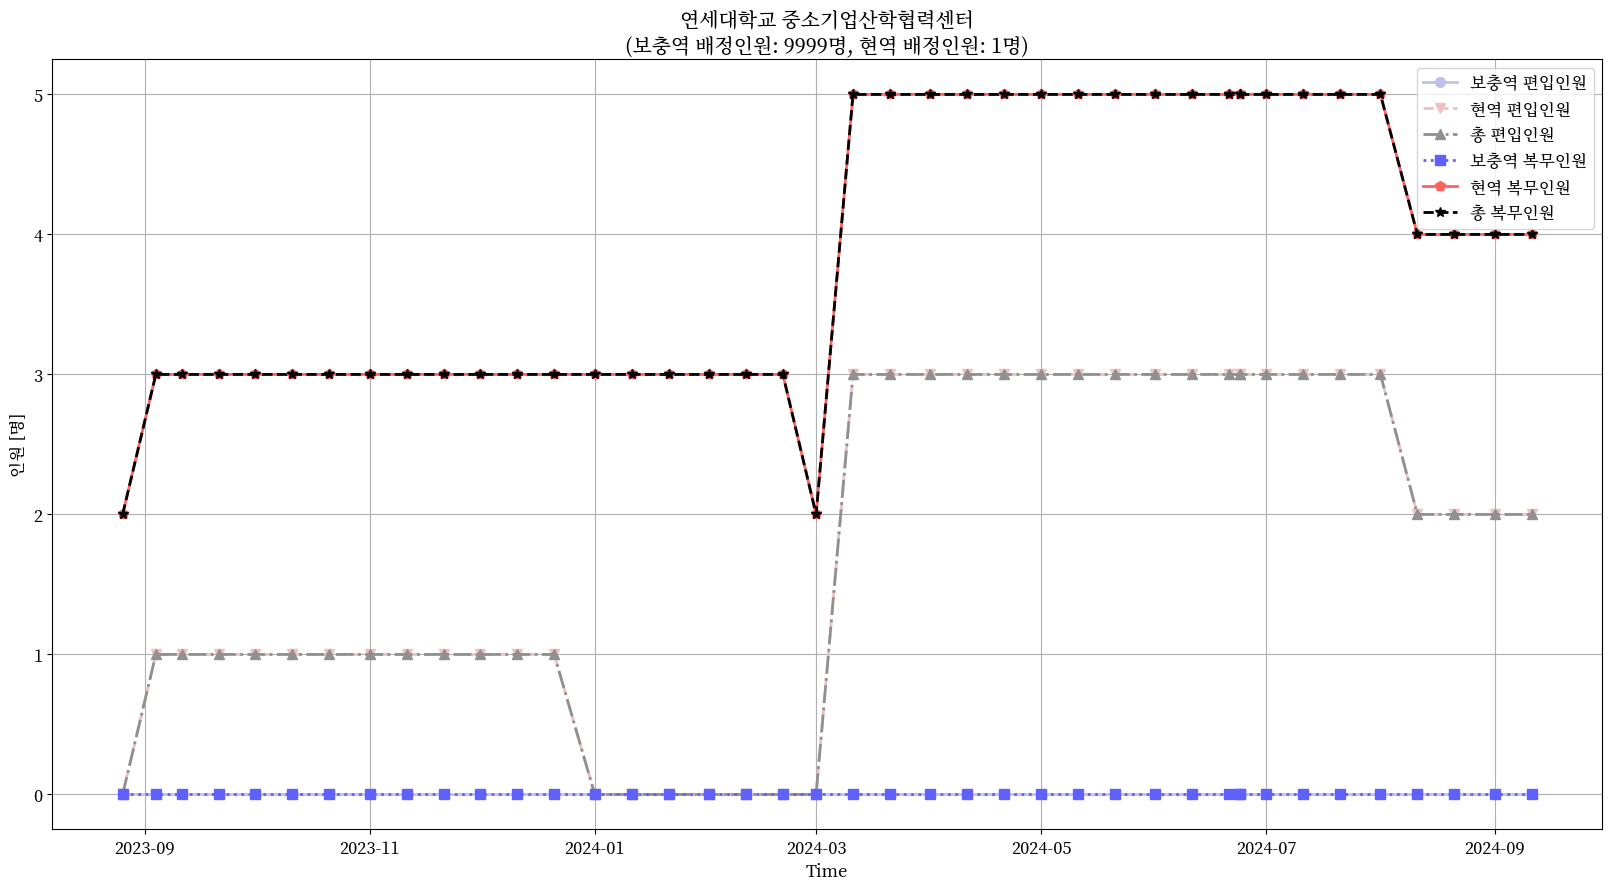 연세대학교 중소기업산학협력센터
(보충역 배정인원: 9999명, 현역 배정인원: 1명)
보충역 편입인원
현역 편입인원
총 편입인원
보충역 복무인원
현역 복무인원
총 복무인원
인원 [명]
5
4
3
2
1
0
2023-09
2023-11
2024-01
2024-03
2024-05
2024-07
2024-09
Time